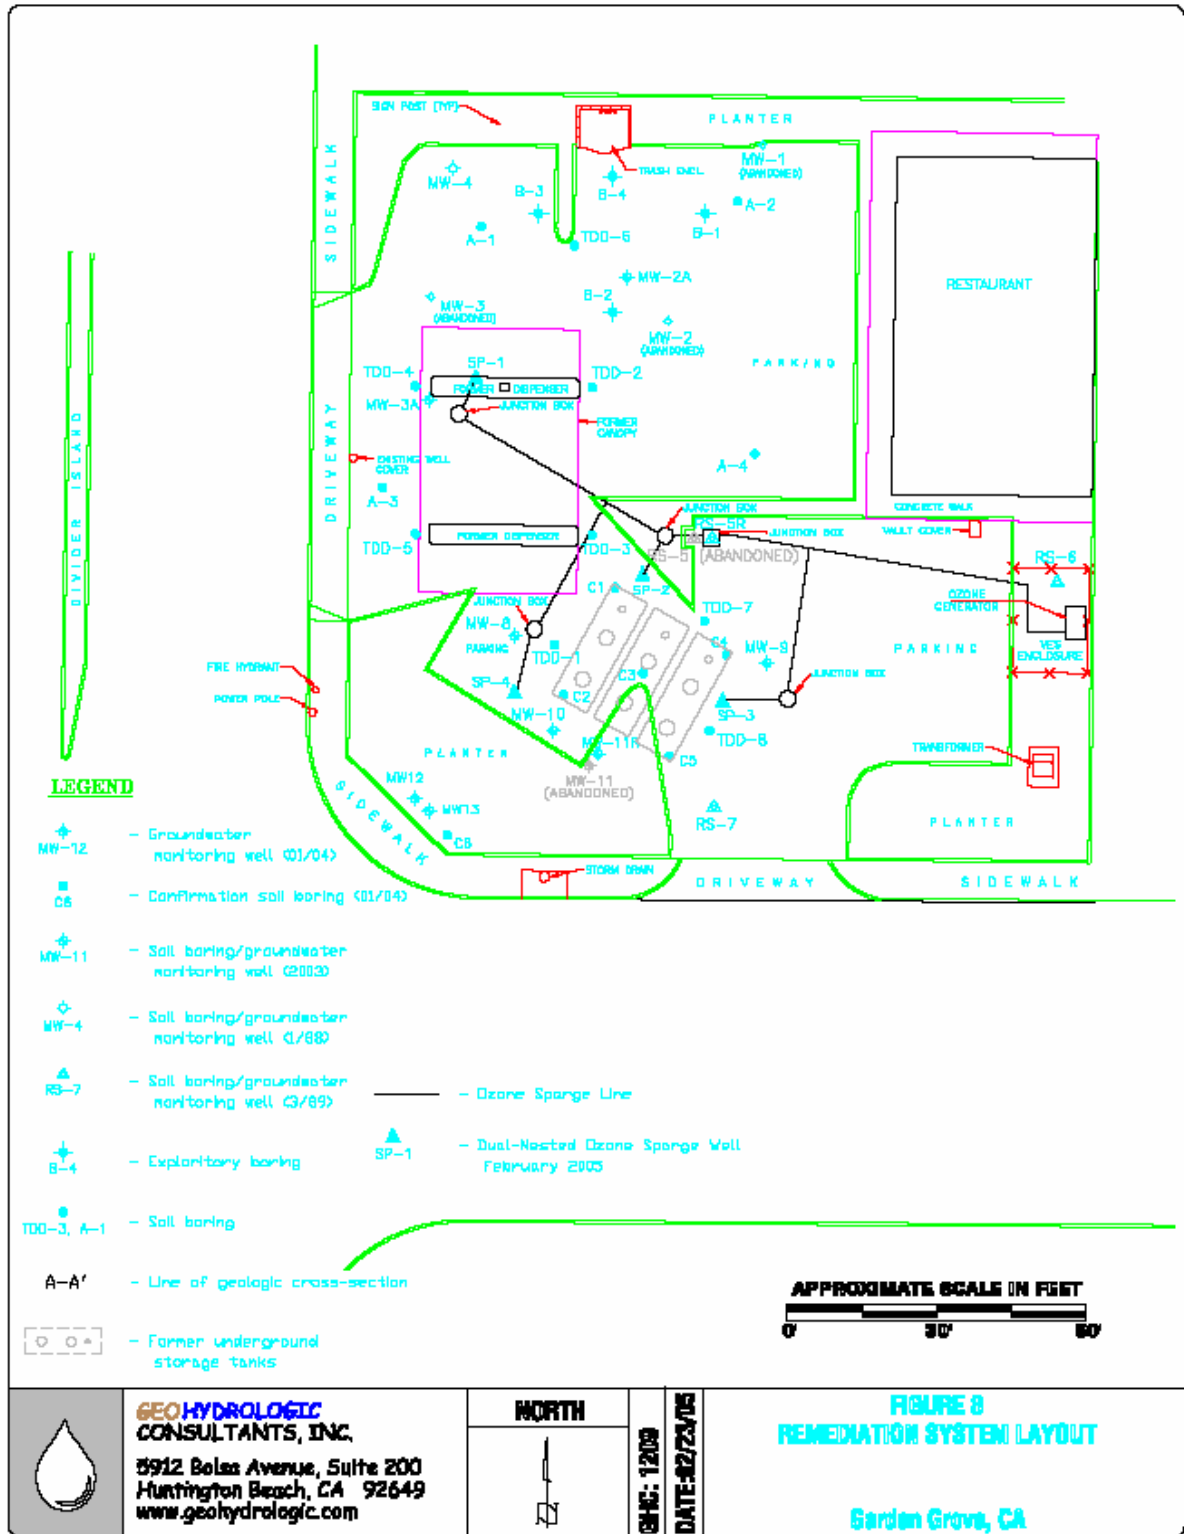 SIGN POST (TYP)
PLANTER
SIDEWALK
MW-4
B-3
B-4
TRASH ENCL.
MW-1
(ABANDONED)
A-2
A-1
TDD-6
B-1
MW-2A
RESTAURANT
MW-3
(ABANDONED)
B-2
MW-2
(ABANDONED)
PARKING
SP-1
TDD-4
FORMER DISPENSER
TDD-2
MW-3A
JUNCTION BOX
FORMER
CANOPY
DIVIDER ISLAND
DRIVEWAY
EXISTING WELL
COVER
A-4
A-3
JUNCTION BOX
CONCRETE WALK
RS-5R
JUNCTION BOX
VAULT COVER
TDD-5
FORMER DISPENSER
TDD-3
RS-5 (ABANDONED)
RS-6
C1
SP-2
OZONE
GENERATOR
JUNCTION BOX
TDD-7
MW-8
PARKING
TDD-1
C4
MW-9
PARKING
VES
ENCLOSURE
FIRE HYDRANT
SP-4
C3
JUNCTION BOX
C2
POWER POLE
MW-10
SP-3
TDD-8
PLANTER
MW-11R
C5
TRANSFORMER
MW-11
(ABANDONED)
MW12
MW13
SIDEWALK
RS-7
PLANTER
C6
STORM DRAIN
DRIVEWAY
SIDEWALK
LEGEND
MW-12
- Groundwater
monitoring well (01/04)
C6
- Confirmation soil boring (01/04)
MW-11
- Soil boring/groundwater
monitoring well (2003)
MW-4
- Soil boring/groundwater
monitoring well (1/88)
RS-7
- Soil boring/groundwater
monitoring well (3/89)
- Ozone Sparge Line
B-4
- Exploritory boring
SP-1
- Dual-Nested Ozone Sparge Well
February 2005
TDD-3, A-1
- Soil boring
A-A'
- Line of geologic cross-section
- Former underground
storage tanks
APPROXIMATE SCALE IN FEET
0' 30' 60'
GEOHYDROLOGIC
CONSULTANTS, INC.
5912 Bolsa Avenue, Suite 200
Huntington Beach, CA 92649
www.geohydrologic.com
NORTH
GHC: 1209
DATE:02/23/05
FIGURE 8
REMEDIATION SYSTEM LAYOUT
Garden Grove, CA